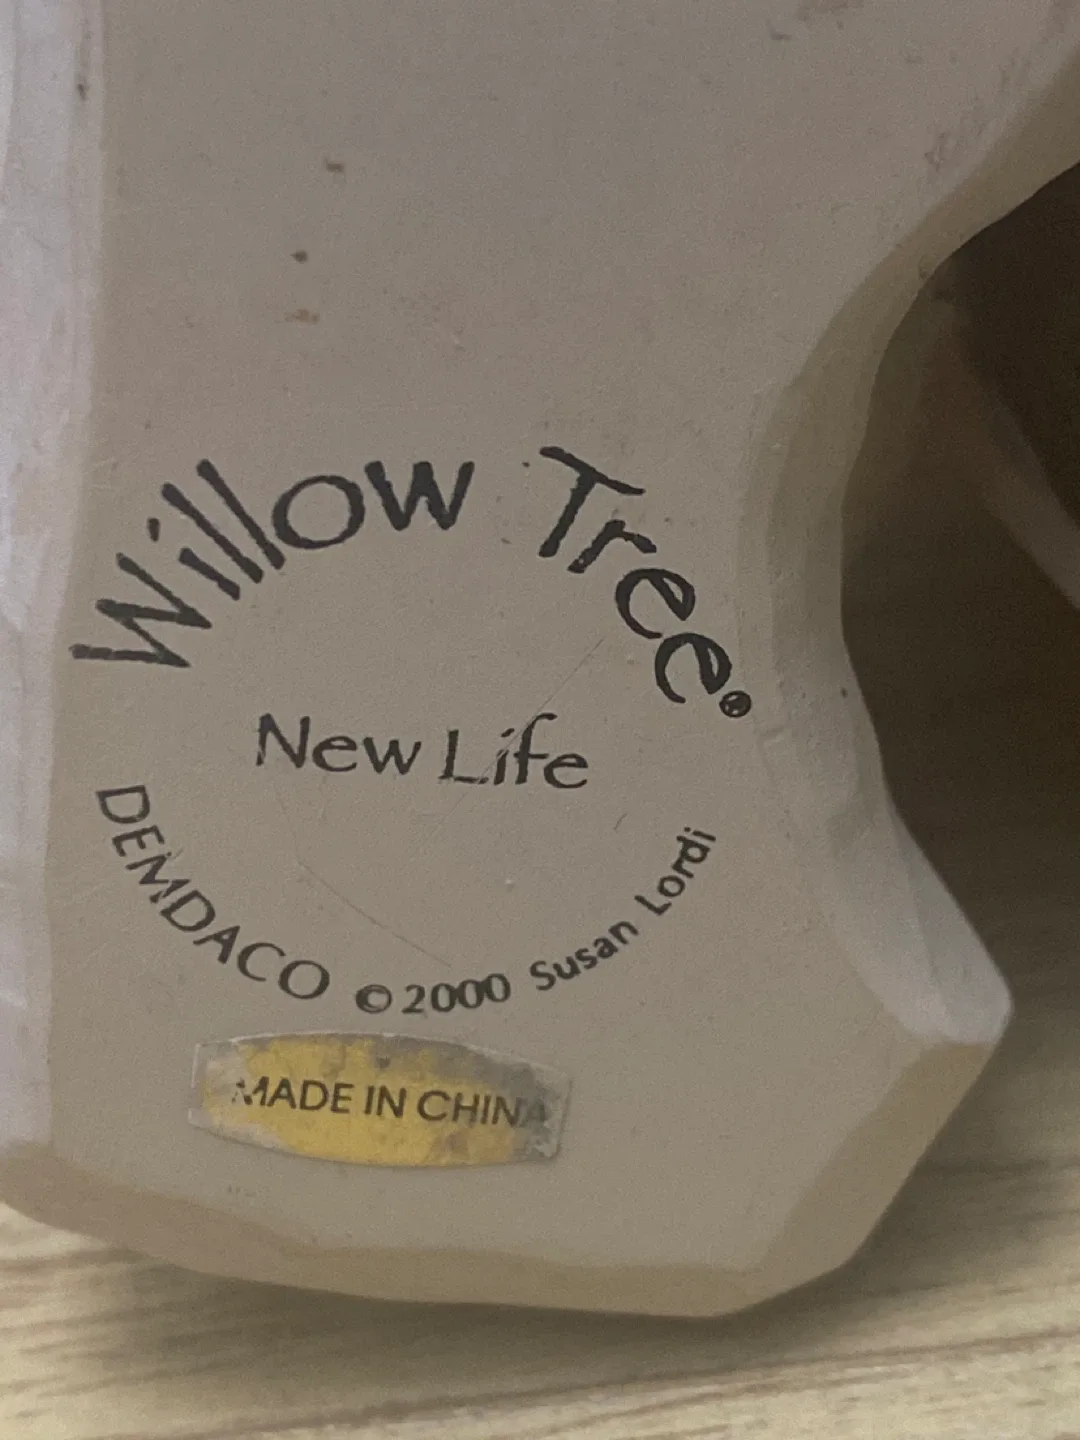 Willow Tree®
New Life
DEMDACO ©2000 Susan Lordi
MADE IN CHINA